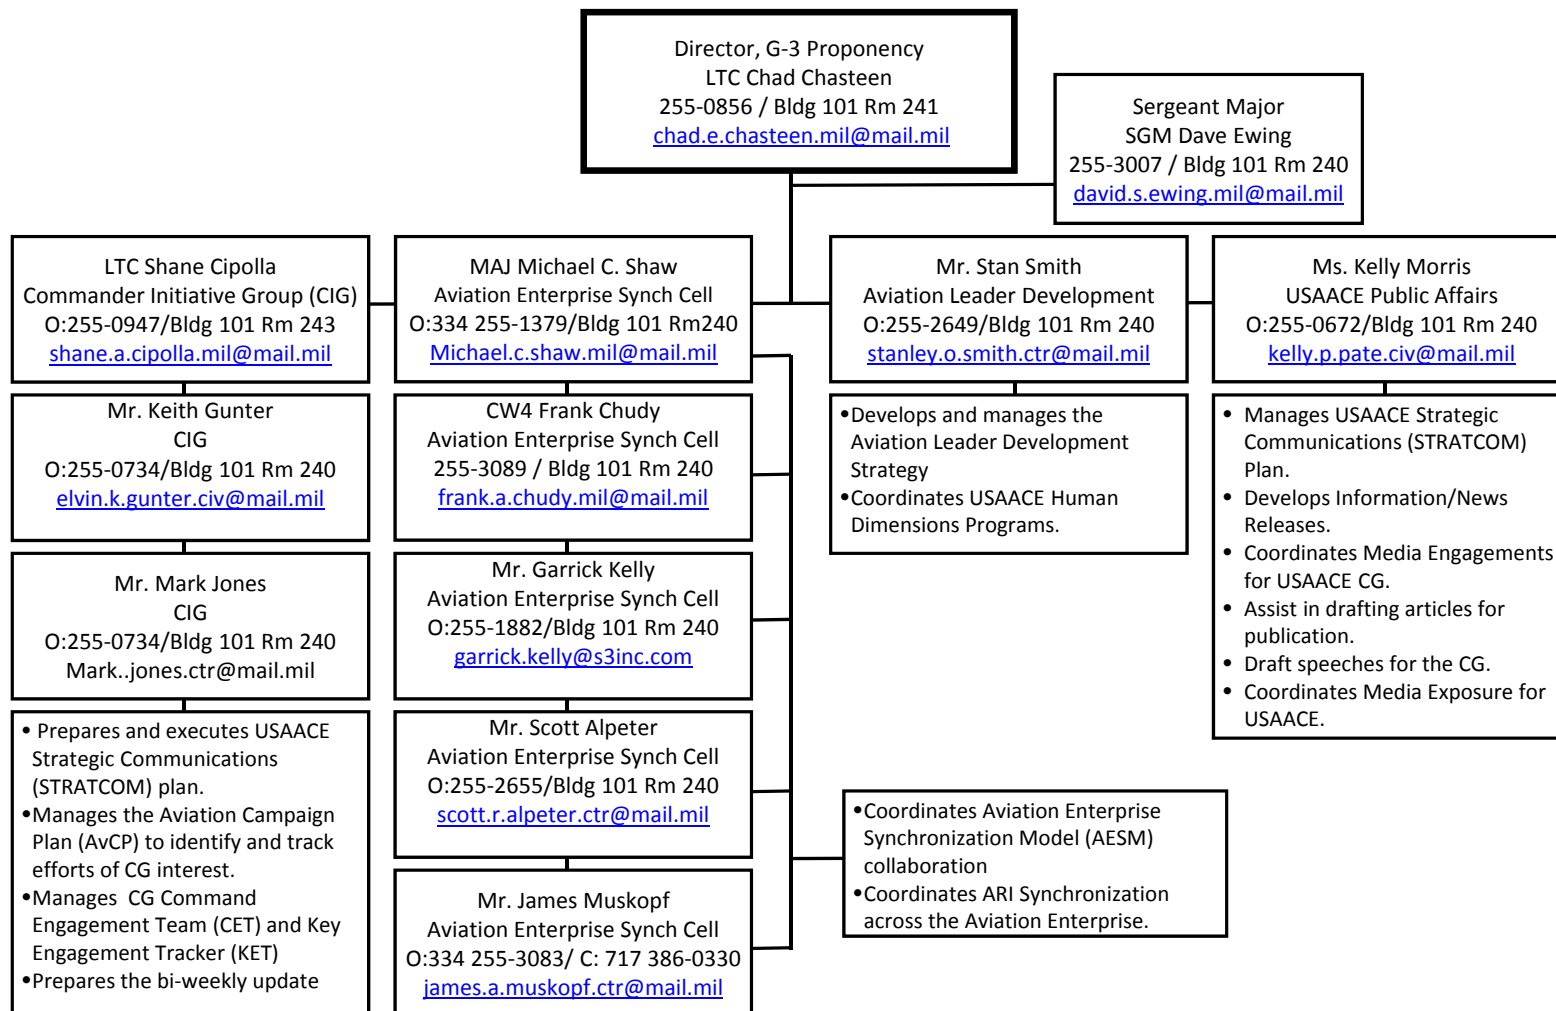 Director, G-3 Proponency
LTC Chad Chasteen
255-0856 / Bldg 101 Rm 241
chad.e.chasteen.mil@mail.mil
Sergeant Major
SGM Dave Ewing
255-3007 / Bldg 101 Rm 240
david.s.ewing.mil@mail.mil
LTC Shane Cipolla
Commander Initiative Group (CIG)
O:255-0947/Bldg 101 Rm 243
shane.a.cipolla.mil@mail.mil
Mr. Keith Gunter
CIG
O:255-0734/Bldg 101 Rm 240
elvin.k.gunter.civ@mail.mil
Mr. Mark Jones
CIG
O:255-0734/Bldg 101 Rm 240
Mark..jones.ctr@mail.mil
• Prepares and executes USAACE
Strategic Communications
(STRATCOM) plan.
•Manages the Aviation Campaign
Plan (AvCP) to identify and track
efforts of CG interest.
•Manages CG Command
Engagement Team (CET) and Key
Engagement Tracker (KET)
•Prepares the bi-weekly update
MAJ Michael C. Shaw
Aviation Enterprise Synch Cell
O:334 255-1379/Bldg 101 Rm240
Michael.c.shaw.mil@mail.mil
CW4 Frank Chudy
Aviation Enterprise Synch Cell
255-3089 / Bldg 101 Rm 240
frank.a.chudy.mil@mail.mil
Mr. Garrick Kelly
Aviation Enterprise Synch Cell
O:255-1882/Bldg 101 Rm 240
garrick.kelly@s3inc.com
Mr. Scott Alpeter
Aviation Enterprise Synch Cell
O:255-2655/Bldg 101 Rm 240
scott.r.alpeter.ctr@mail.mil
Mr. James Muskopf
Aviation Enterprise Synch Cell
O:334 255-3083/ C: 717 386-0330
james.a.muskopf.ctr@mail.mil
•Coordinates Aviation Enterprise
Synchronization Model (AESM)
collaboration
•Coordinates ARI Synchronization
across the Aviation Enterprise.
Mr. Stan Smith
Aviation Leader Development
O:255-2649/Bldg 101 Rm 240
stanley.o.smith.ctr@mail.mil
•Develops and manages the
Aviation Leader Development
Strategy
•Coordinates USAACE Human
Dimensions Programs.
Ms. Kelly Morris
USAACE Public Affairs
O:255-0672/Bldg 101 Rm 240
kelly.p.pate.civ@mail.mil
• Manages USAACE Strategic
Communications (STRATCOM)
Plan.
• Develops Information/News
Releases.
• Coordinates Media Engagements
for USAACE CG.
• Assist in drafting articles for
publication.
• Draft speeches for the CG.
• Coordinates Media Exposure for
USAACE.